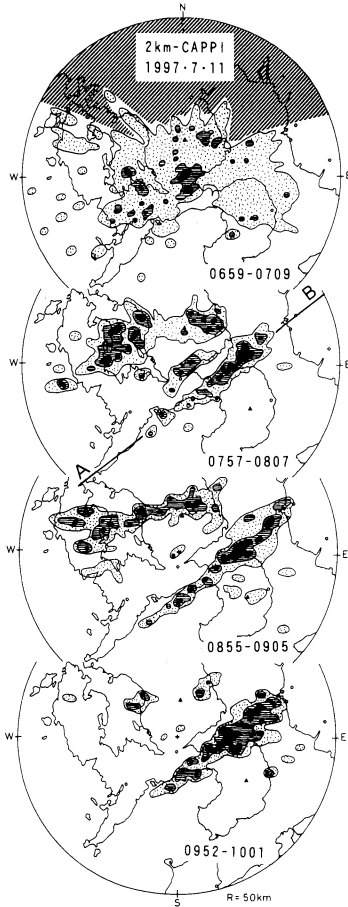 N
2km-CAPPI
1997·7·11
W
E
0659-0709
B
W
E
A
0757-0807
W
E
0855-0905
W
E
0952-1001
S
R=50km